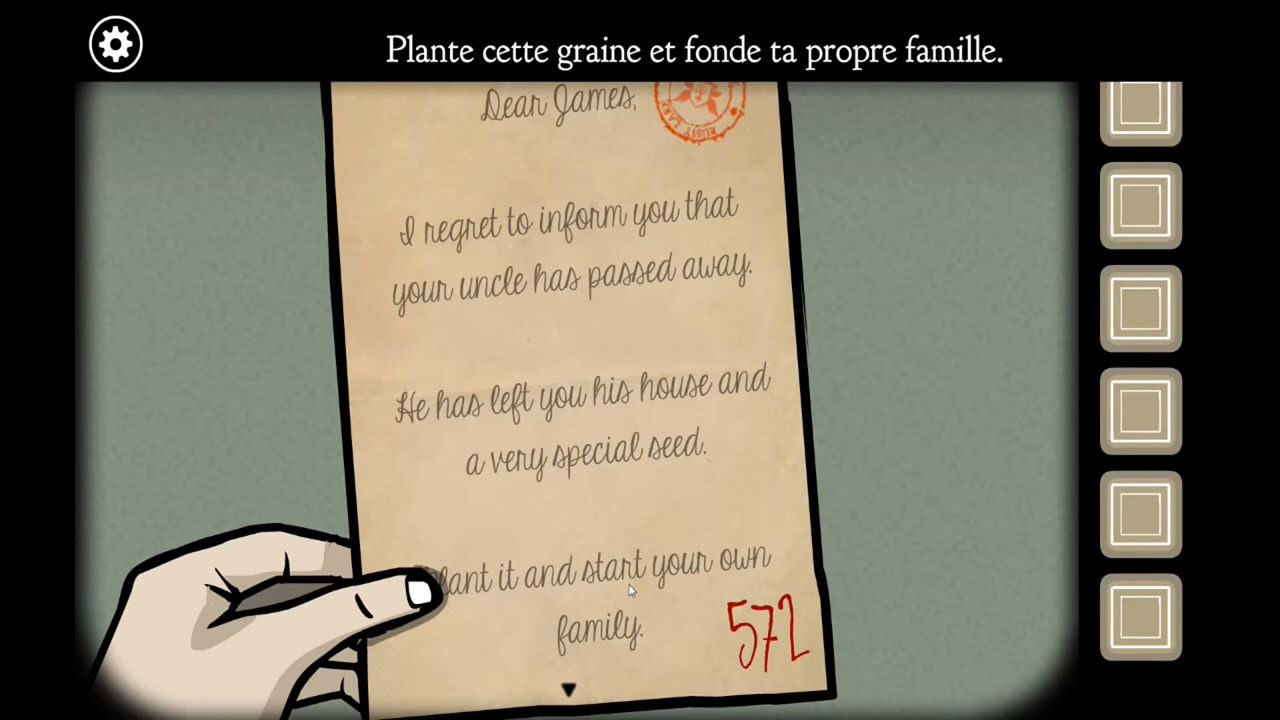 Plante cette graine et fonde ta propre famille.
Dear James,
RUSTY LAKE
I regret to inform you that
your uncle has passed away.
He has left you his house and
a very special seed.
Plant it and start your own
family.
572